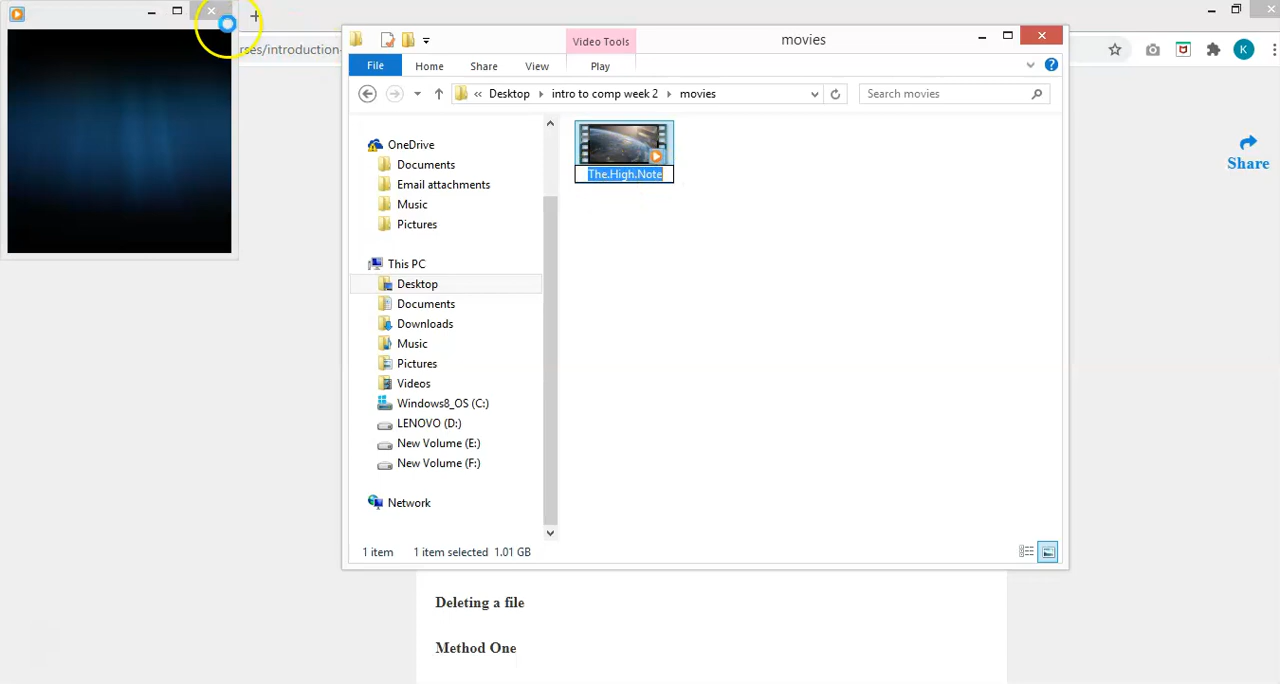 rses/introduction-
K
Share
Video Tools
movies
File
Home
Share
View
Play
« Desktop
intro to comp week 2
movies
Search movies
OneDrive
Documents
Email attachments
Music
Pictures
This PC
Desktop
Documents
Downloads
Music
Pictures
Videos
Windows8_OS (C:)
LENOVO (D:)
New Volume (E:)
New Volume (F:)
Network
The.High.Note
1 item
1 item selected 1.01 GB
Deleting a file
Method One